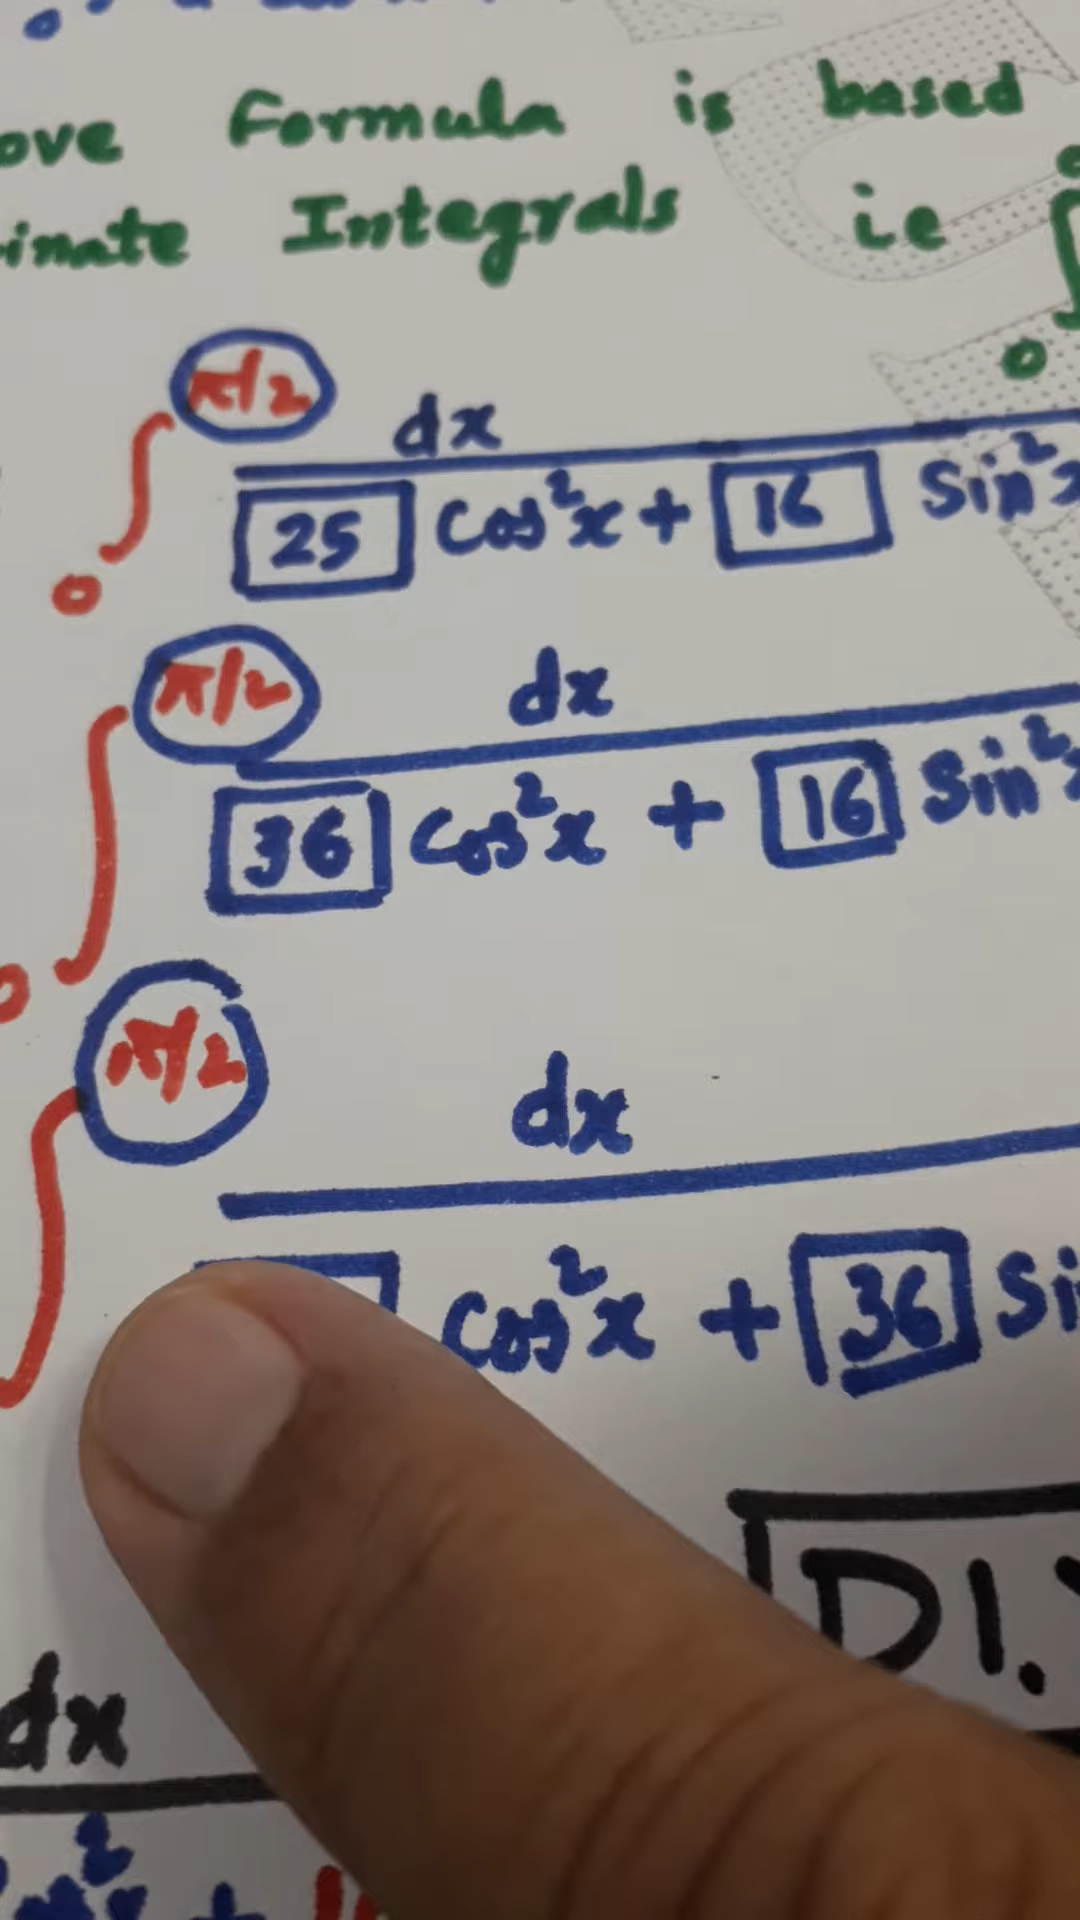 ove Formula is based
inate Integrals ie ∫
0
π/2
∫ dx
25 Cos²x + 16 Sin²x
0
π/2
∫ dx
36 Cos²x + 16 Sin²x
0
π/2
∫ dx
Cos²x + 36 Si
D I.
dx